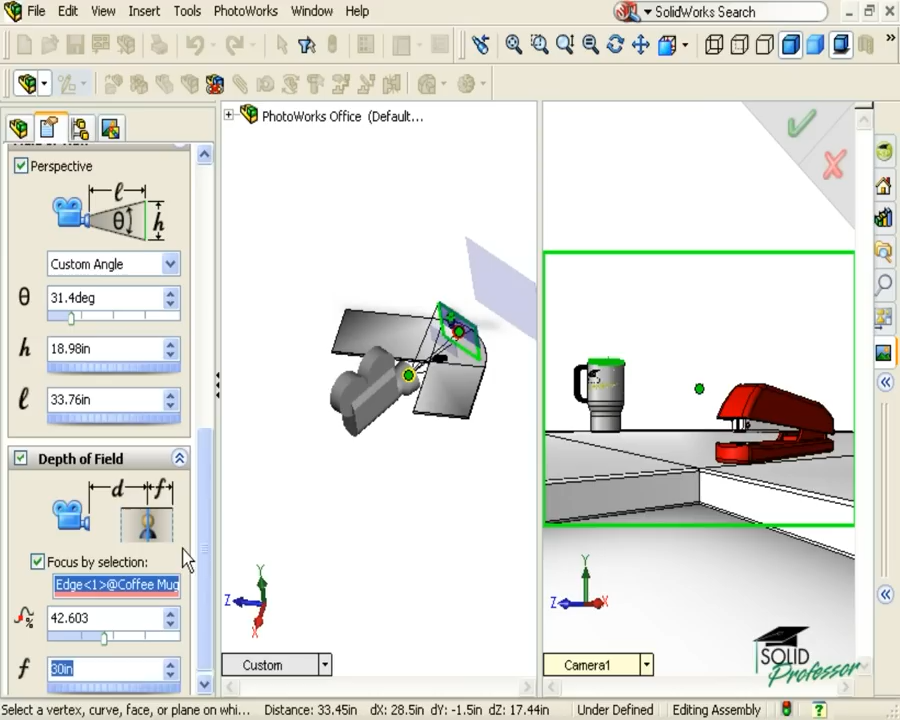 File Edit View Insert Tools PhotoWorks Window Help
SolidWorks Search
PhotoWorks Office (Default...
Perspective
ℓ
θ h
Custom Angle
θ 31.4deg
h 18.98in
ℓ 33.76in
Depth of Field
d f
Focus by selection:
Edge<1>@Coffee Mug
% 42.603
f 30in
Y
Z
X
Custom
Y
Z X
Camera1
SOLID
Professor
Select a vertex, curve, face, or plane on whi... Distance: 33.45in dX: 28.5in dY: -1.5in dZ: 17.44in Under Defined Editing Assembly ?